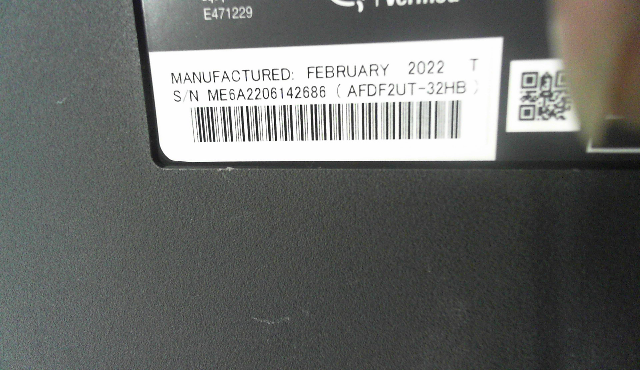 E471229
MANUFACTURED: FEBRUARY 2022 T
S/N ME6A2206142686 ( AFDF2UT-32HB )